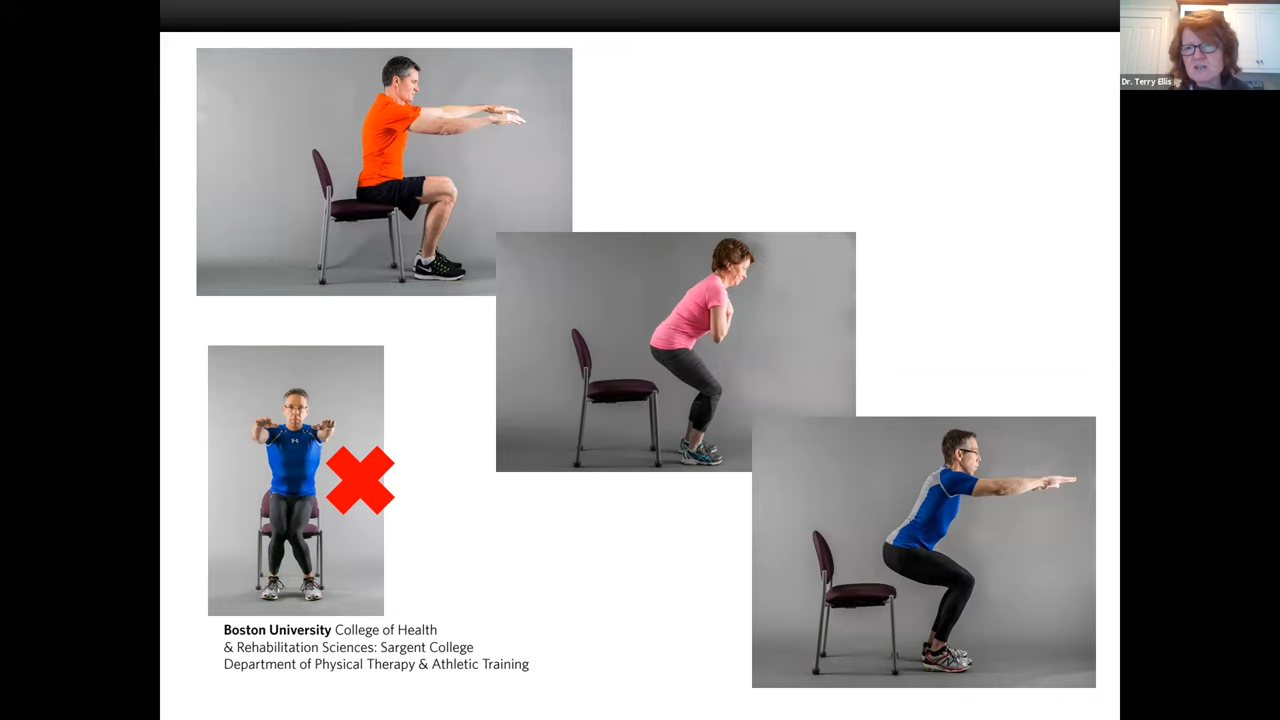 Dr. Terry Ellis
Boston University College of Health
& Rehabilitation Sciences: Sargent College
Department of Physical Therapy & Athletic Training